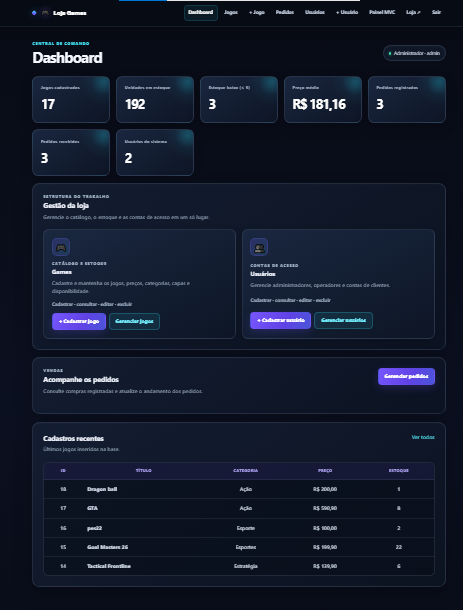 Loja Games
Dashboard Jogos + Jogo Pedidos Usuários + Usuário Painel MVC Loja ↗ Sair
CENTRAL DE COMANDO
Dashboard
Administrador · admin
Jogos cadastrados
17
Unidades em estoque
192
Estoque baixo (≤ 5)
3
Preço médio
R$ 181,16
Pedidos registrados
3
Pedidos recebidos
3
Usuários do sistema
2
ESTRUTURA DO TRABALHO
Gestão da loja
Gerencie o catálogo, o estoque e as contas de acesso em um só lugar.
CATÁLOGO E ESTOQUE
Games
Cadastre e mantenha os jogos, preços, categorias, capas e
disponibilidade.
Cadastrar · consultar · editar · excluir
+ Cadastrar jogo Gerenciar jogos
CONTAS DE ACESSO
Usuários
Gerencie administradores, operadores e contas de clientes.
Cadastrar · consultar · editar · excluir
+ Cadastrar usuário Gerenciar usuários
VENDAS
Acompanhe os pedidos
Consulte compras registradas e atualize o andamento dos pedidos.
Gerenciar pedidos
Cadastros recentes
Ver todos
Últimos jogos inseridos na base.
ID TÍTULO CATEGORIA PREÇO ESTOQUE
18 Dragon ball Ação R$ 200,00 1
17 GTA Ação R$ 590,90 8
16 pes22 Esporte R$ 100,00 2
15 Goal Masters 26 Esportes R$ 199,90 22
14 Tactical Frontline Estratégia R$ 139,90 6